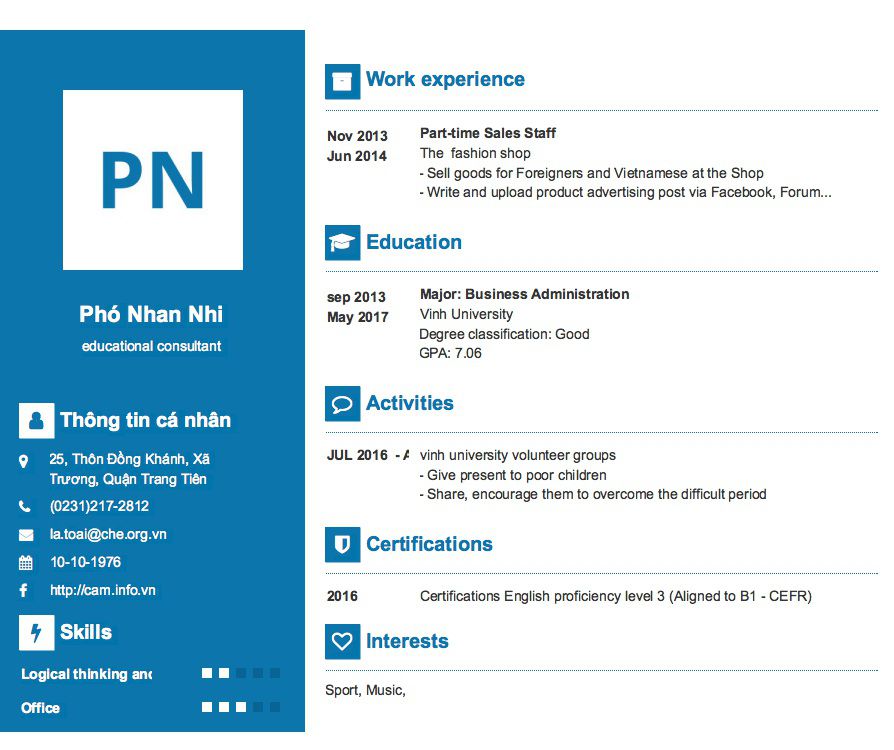 PN
Phó Nhan Nhi
educational consultant
Thông tin cá nhân
25, Thôn Đồng Khánh, Xã
Trương, Quận Trang Tiên
(0231)217-2812
la.toai@che.org.vn
10-10-1976
http://cam.info.vn
Skills
Logical thinking and
Office
Work experience
Nov 2013
Jun 2014
Part-time Sales Staff
The fashion shop
- Sell goods for Foreigners and Vietnamese at the Shop
- Write and upload product advertising post via Facebook, Forum...
Education
sep 2013
May 2017
Major: Business Administration
Vinh University
Degree classification: Good
GPA: 7.06
Activities
JUL 2016 - A
vinh university volunteer groups
- Give present to poor children
- Share, encourage them to overcome the difficult period
Certifications
2016
Certifications English proficiency level 3 (Aligned to B1 - CEFR)
Interests
Sport, Music,